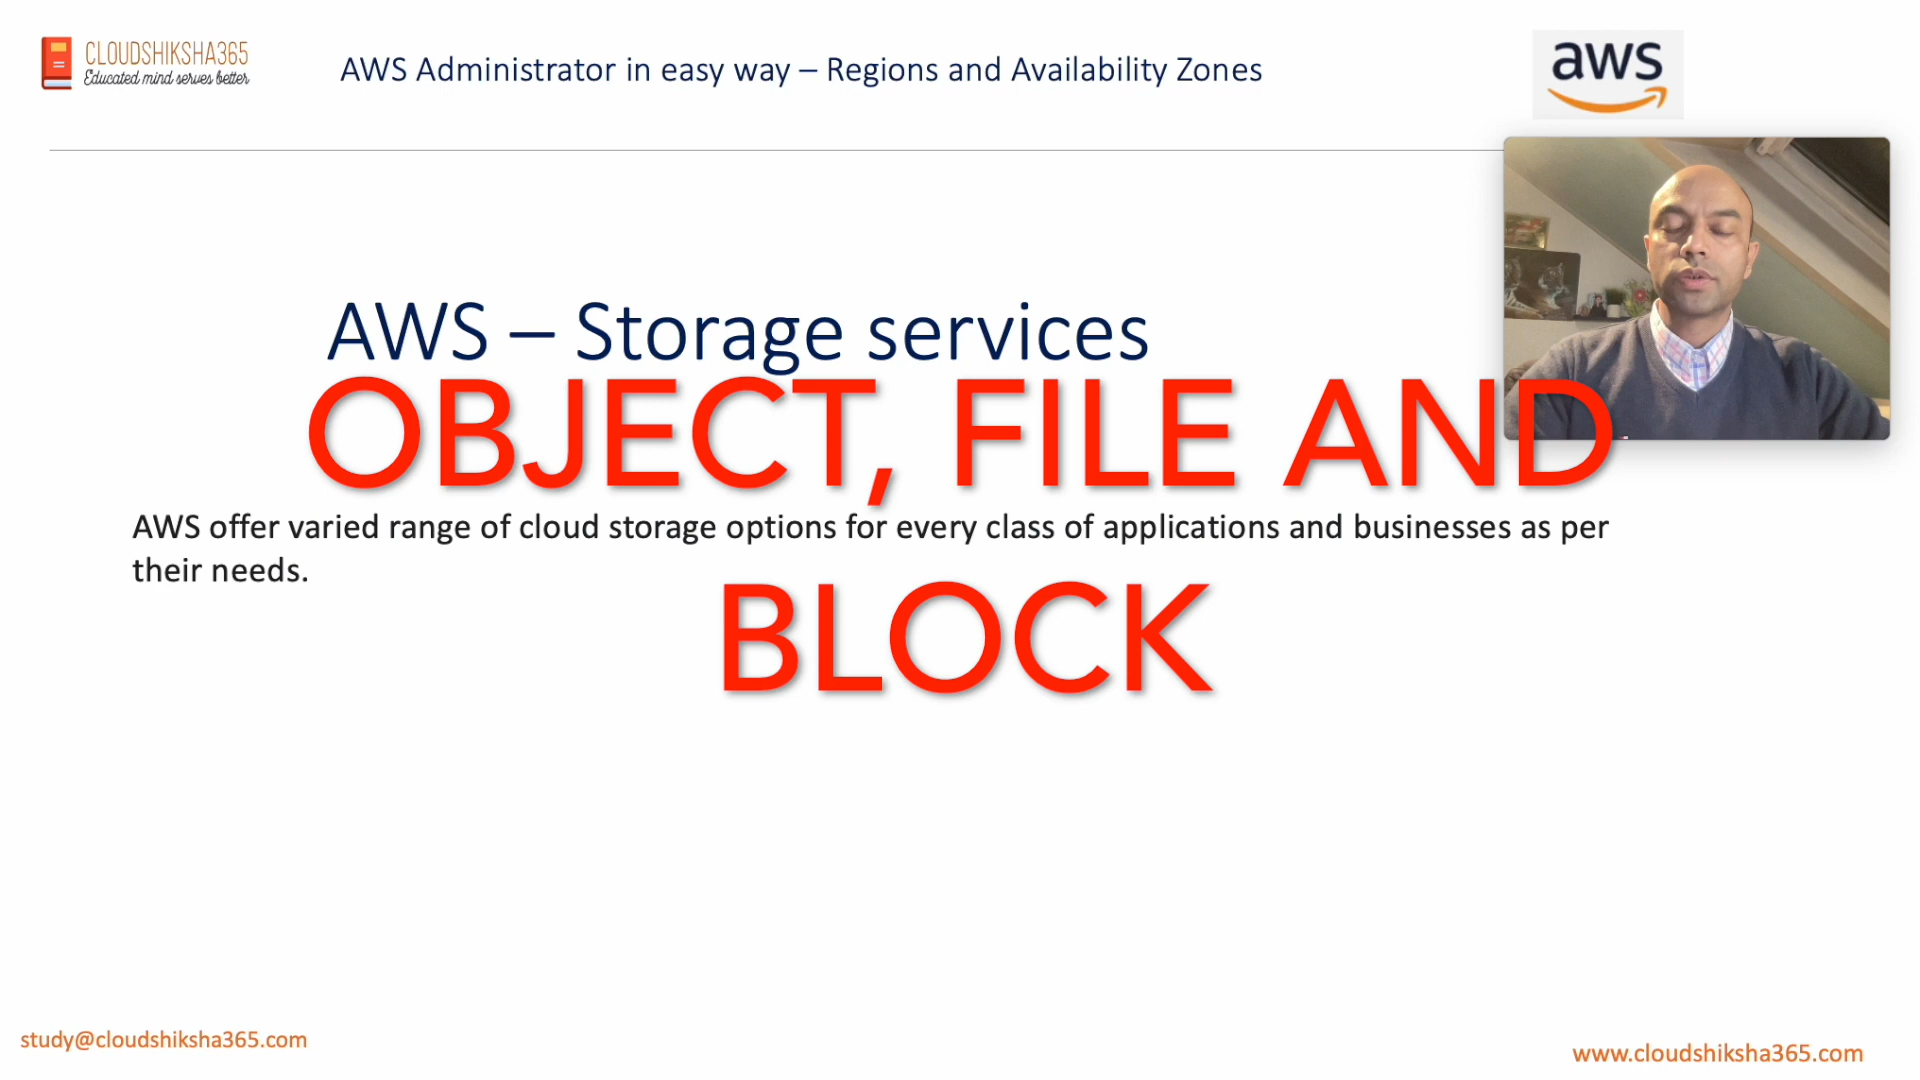 CLOUDSHIKSHA365
Educated mind serves better
AWS Administrator in easy way – Regions and Availability Zones
aws
AWS – Storage services
OBJECT, FILE AND
AWS offer varied range of cloud storage options for every class of applications and businesses as per
their needs.
BLOCK
study@cloudshiksha365.com
www.cloudshiksha365.com